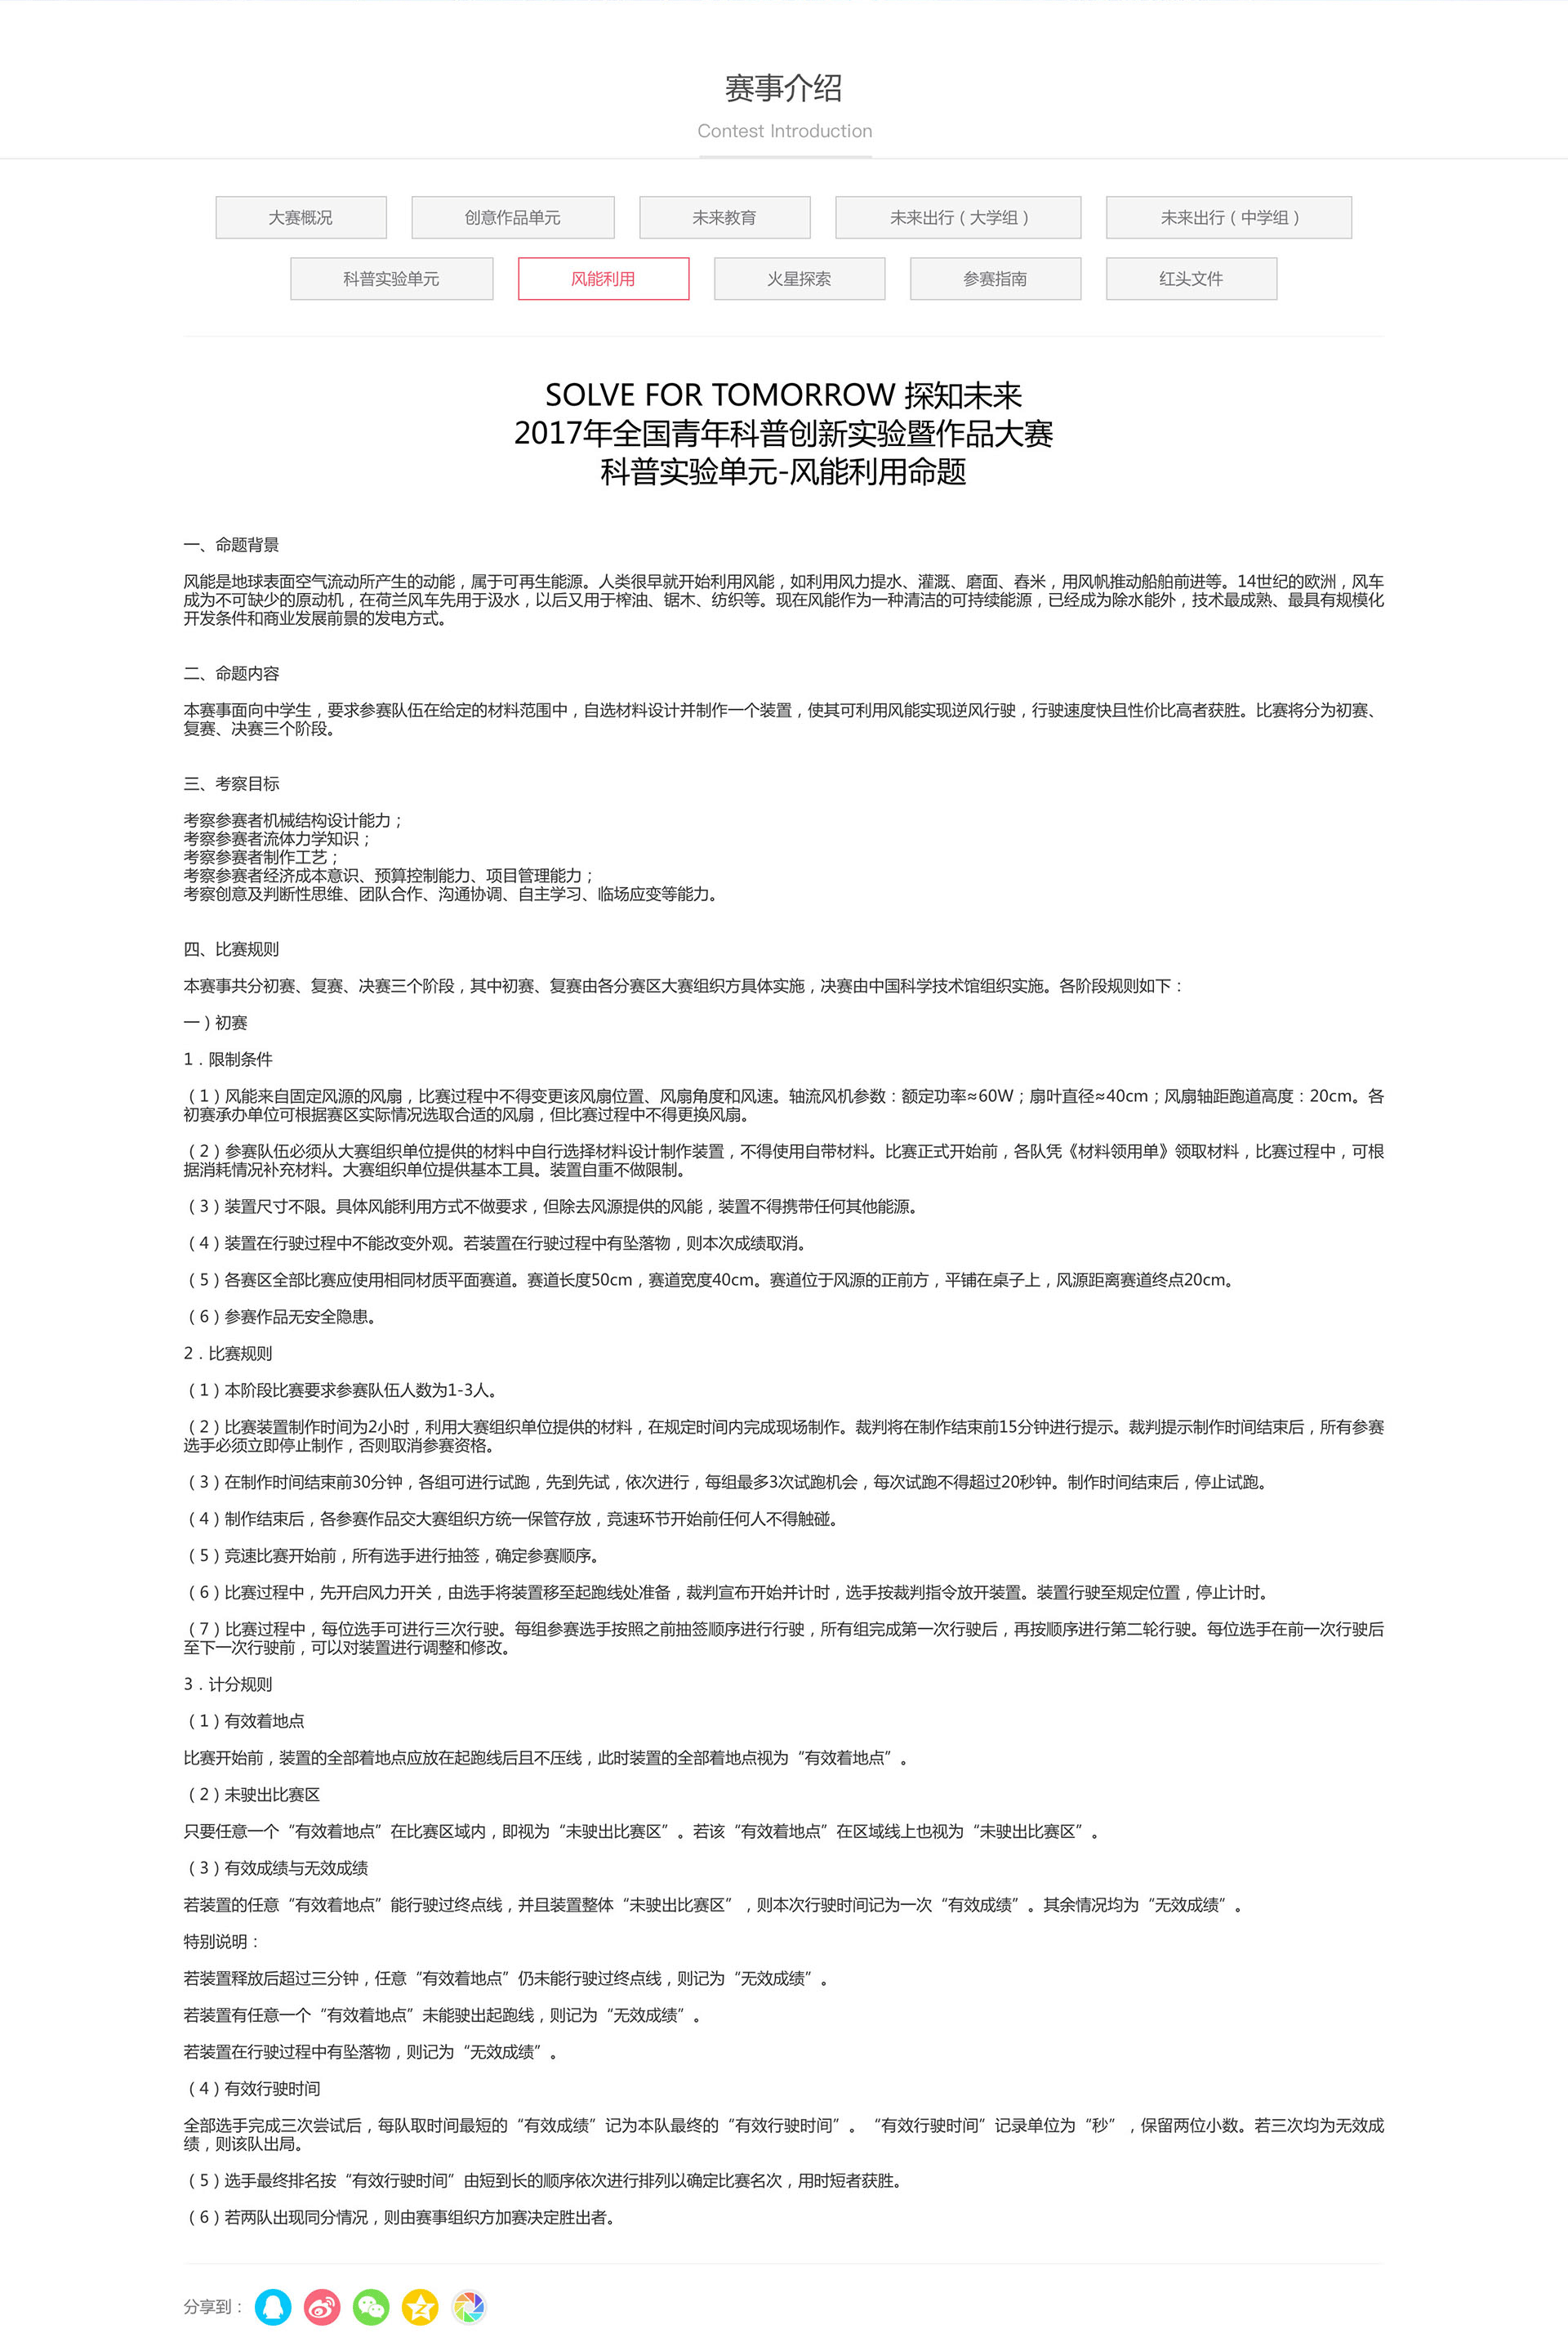 赛事介绍
Contest Introduction
大赛概况
创意作品单元
未来教育
未来出行（大学组）
未来出行（中学组）
科普实验单元
风能利用
火星探索
参赛指南
红头文件
SOLVE FOR TOMORROW 探知未来
2017年全国青年科普创新实验暨作品大赛
科普实验单元-风能利用命题
一、命题背景
风能是地球表面空气流动所产生的动能，属于可再生能源。人类很早就开始利用风能，如利用风力提水、灌溉、磨面、舂米，用风帆推动船舶前进等。14世纪的欧洲，风车
成为不可缺少的原动机，在荷兰风车先用于汲水，以后又用于榨油、锯木、纺织等。现在风能作为一种清洁的可持续能源，已经成为除水能外，技术最成熟、最具有规模化
开发条件和商业发展前景的发电方式。
二、命题内容
本赛事面向中学生，要求参赛队伍在给定的材料范围中，自选材料设计并制作一个装置，使其可利用风能实现逆风行驶，行驶速度快且性价比高者获胜。比赛将分为初赛、
复赛、决赛三个阶段。
三、考察目标
考察参赛者机械结构设计能力；
考察参赛者流体力学知识；
考察参赛者制作工艺；
考察参赛者经济成本意识、预算控制能力、项目管理能力；
考察创意及判断性思维、团队合作、沟通协调、自主学习、临场应变等能力。
四、比赛规则
本赛事共分初赛、复赛、决赛三个阶段，其中初赛、复赛由各分赛区大赛组织方具体实施，决赛由中国科学技术馆组织实施。各阶段规则如下：
一）初赛
1．限制条件
（1）风能来自固定风源的风扇，比赛过程中不得变更该风扇位置、风扇角度和风速。轴流风机参数：额定功率≈60W；扇叶直径≈40cm；风扇轴距跑道高度：20cm。各
初赛承办单位可根据赛区实际情况选取合适的风扇，但比赛过程中不得更换风扇。
（2）参赛队伍必须从大赛组织单位提供的材料中自行选择材料设计制作装置，不得使用自带材料。比赛正式开始前，各队凭《材料领用单》领取材料，比赛过程中，可根
据消耗情况补充材料。大赛组织单位提供基本工具。装置自重不做限制。
（3）装置尺寸不限。具体风能利用方式不做要求，但除去风源提供的风能，装置不得携带任何其他能源。
（4）装置在行驶过程中不能改变外观。若装置在行驶过程中有坠落物，则本次成绩取消。
（5）各赛区全部比赛应使用相同材质平面赛道。赛道长度50cm，赛道宽度40cm。赛道位于风源的正前方，平铺在桌子上，风源距离赛道终点20cm。
（6）参赛作品无安全隐患。
2．比赛规则
（1）本阶段比赛要求参赛队伍人数为1-3人。
（2）比赛装置制作时间为2小时，利用大赛组织单位提供的材料，在规定时间内完成现场制作。裁判将在制作结束前15分钟进行提示。裁判提示制作时间结束后，所有参赛
选手必须立即停止制作，否则取消参赛资格。
（3）在制作时间结束前30分钟，各组可进行试跑，先到先试，依次进行，每组最多3次试跑机会，每次试跑不得超过20秒钟。制作时间结束后，停止试跑。
（4）制作结束后，各参赛作品交大赛组织方统一保管存放，竞速环节开始前任何人不得触碰。
（5）竞速比赛开始前，所有选手进行抽签，确定参赛顺序。
（6）比赛过程中，先开启风力开关，由选手将装置移至起跑线处准备，裁判宣布开始并计时，选手按裁判指令放开装置。装置行驶至规定位置，停止计时。
（7）比赛过程中，每位选手可进行三次行驶。每组参赛选手按照之前抽签顺序进行行驶，所有组完成第一次行驶后，再按顺序进行第二轮行驶。每位选手在前一次行驶后
至下一次行驶前，可以对装置进行调整和修改。
3．计分规则
（1）有效着地点
比赛开始前，装置的全部着地点应放在起跑线后且不压线，此时装置的全部着地点视为“有效着地点”。
（2）未驶出比赛区
只要任意一个“有效着地点”在比赛区域内，即视为“未驶出比赛区”。若该“有效着地点”在区域线上也视为“未驶出比赛区”。
（3）有效成绩与无效成绩
若装置的任意“有效着地点”能行驶过终点线，并且装置整体“未驶出比赛区”，则本次行驶时间记为一次“有效成绩”。其余情况均为“无效成绩”。
特别说明：
若装置释放后超过三分钟，任意“有效着地点”仍未能行驶过终点线，则记为“无效成绩”。
若装置有任意一个“有效着地点”未能驶出起跑线，则记为“无效成绩”。
若装置在行驶过程中有坠落物，则记为“无效成绩”。
（4）有效行驶时间
全部选手完成三次尝试后，每队取时间最短的“有效成绩”记为本队最终的“有效行驶时间”。“有效行驶时间”记录单位为“秒”，保留两位小数。若三次均为无效成
绩，则该队出局。
（5）选手最终排名按“有效行驶时间”由短到长的顺序依次进行排列以确定比赛名次，用时短者获胜。
（6）若两队出现同分情况，则由赛事组织方加赛决定胜出者。
分享到：